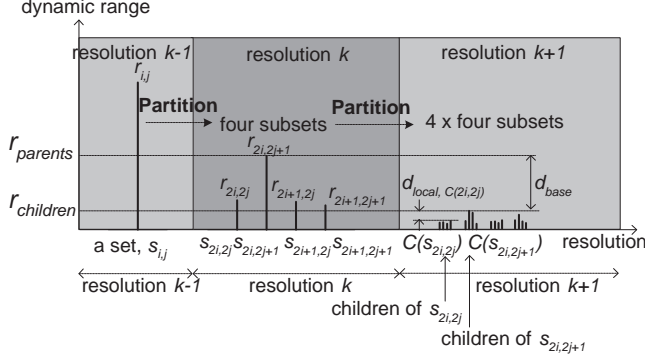 dynamic range
resolution k-1
resolution k
resolution k+1
r_{i,j}
Partition
four subsets
Partition
4 x four subsets
r_{parents}
r_{2i,2j+1}
d_{local, C(2i,2j)}
d_{base}
r_{children}
r_{2i,2j}
r_{2i+1,2j}
r_{2i+1,2j+1}
a set, s_{i,j}
s_{2i,2j} s_{2i,2j+1} s_{2i+1,2j} s_{2i+1,2j+1}
C(s_{2i,2j}) C(s_{2i,2j+1})
resolution
resolution k-1
resolution k
resolution k+1
children of s_{2i,2j}
children of s_{2i,2j+1}